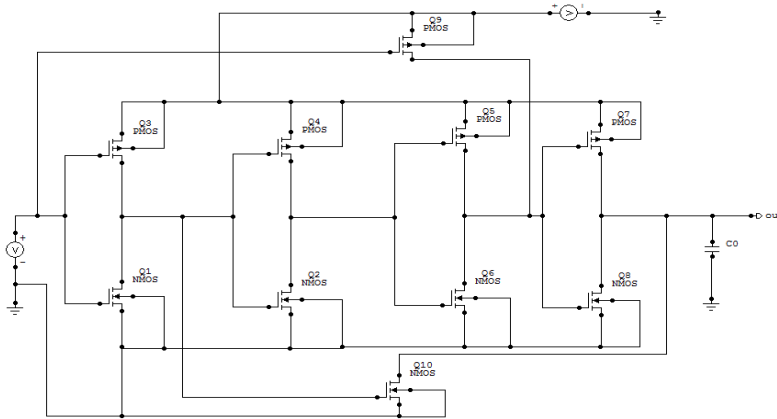 Q9
PMOS
+
-
V
Q3
PMOS
Q4
PMOS
Q5
PMOS
Q7
PMOS
ou
+
V
-
C0
Q1
NMOS
Q2
NMOS
Q6
NMOS
Q8
NMOS
Q10
NMOS